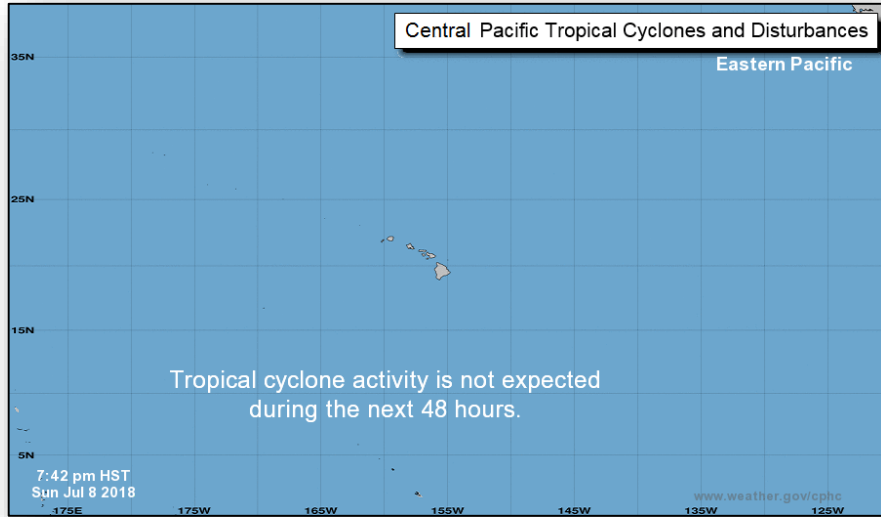 Central Pacific Tropical Cyclones and Disturbances
Eastern Pacific
35N
25N
15N
Tropical cyclone activity is not expected
during the next 48 hours.
5N
7:42 pm HST
Sun Jul 8 2018
www.weather.gov/cphc
175E 175W 165W 155W 145W 135W 125W